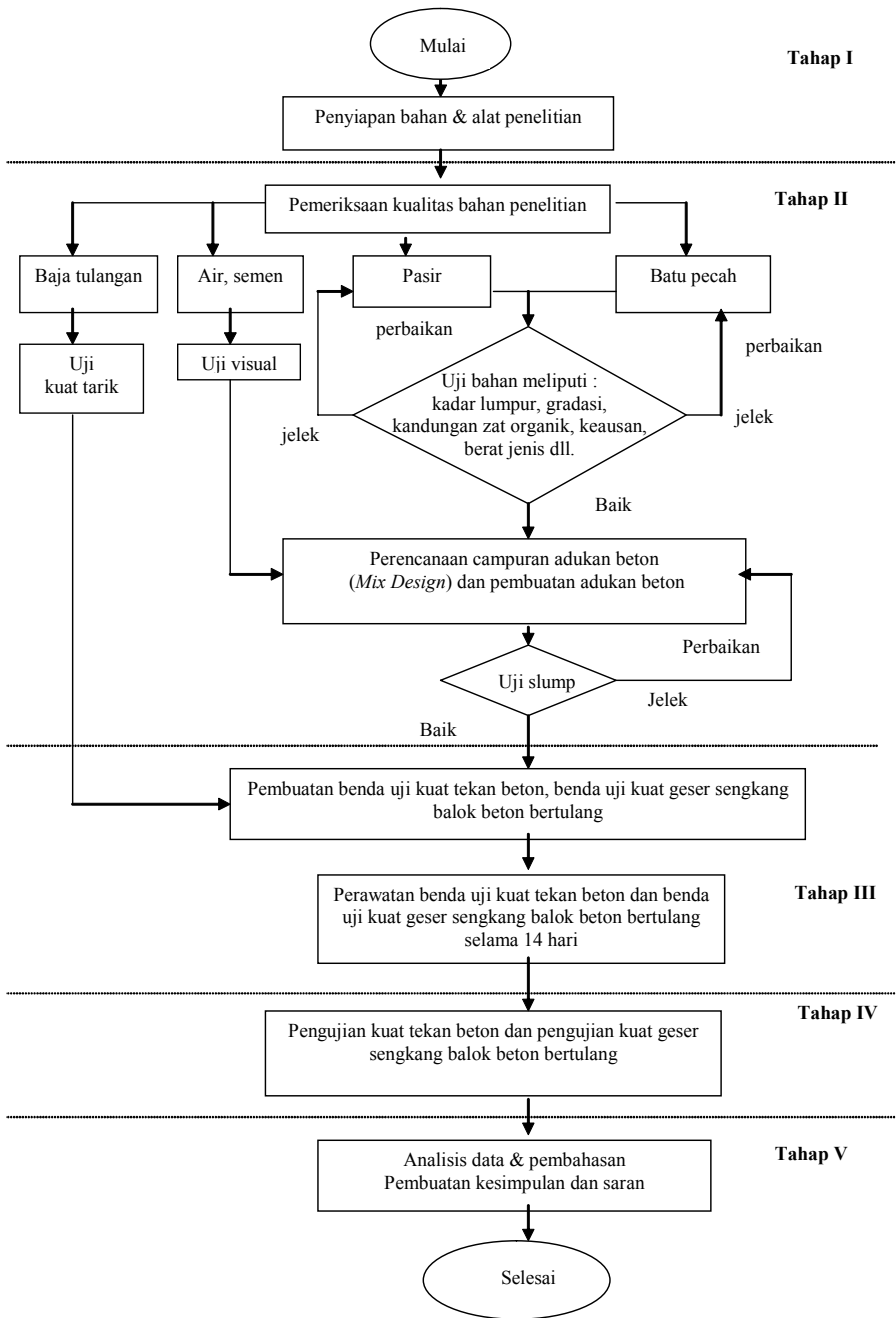 Mulai
Tahap I
Penyiapan bahan & alat penelitian
Pemeriksaan kualitas bahan penelitian
Tahap II
Baja tulangan
Air, semen
Pasir
Batu pecah
perbaikan
perbaikan
Uji
kuat tarik
Uji visual
Uji bahan meliputi :
kadar lumpur, gradasi,
kandungan zat organik, keausan,
berat jenis dll.
jelek
jelek
Baik
Perencanaan campuran adukan beton
(Mix Design) dan pembuatan adukan beton
Perbaikan
Uji slump
Jelek
Baik
Pembuatan benda uji kuat tekan beton, benda uji kuat geser sengkang
balok beton bertulang
Perawatan benda uji kuat tekan beton dan benda
uji kuat geser sengkang balok beton bertulang
selama 14 hari
Tahap III
Tahap IV
Pengujian kuat tekan beton dan pengujian kuat geser
sengkang balok beton bertulang
Tahap V
Analisis data & pembahasan
Pembuatan kesimpulan dan saran
Selesai